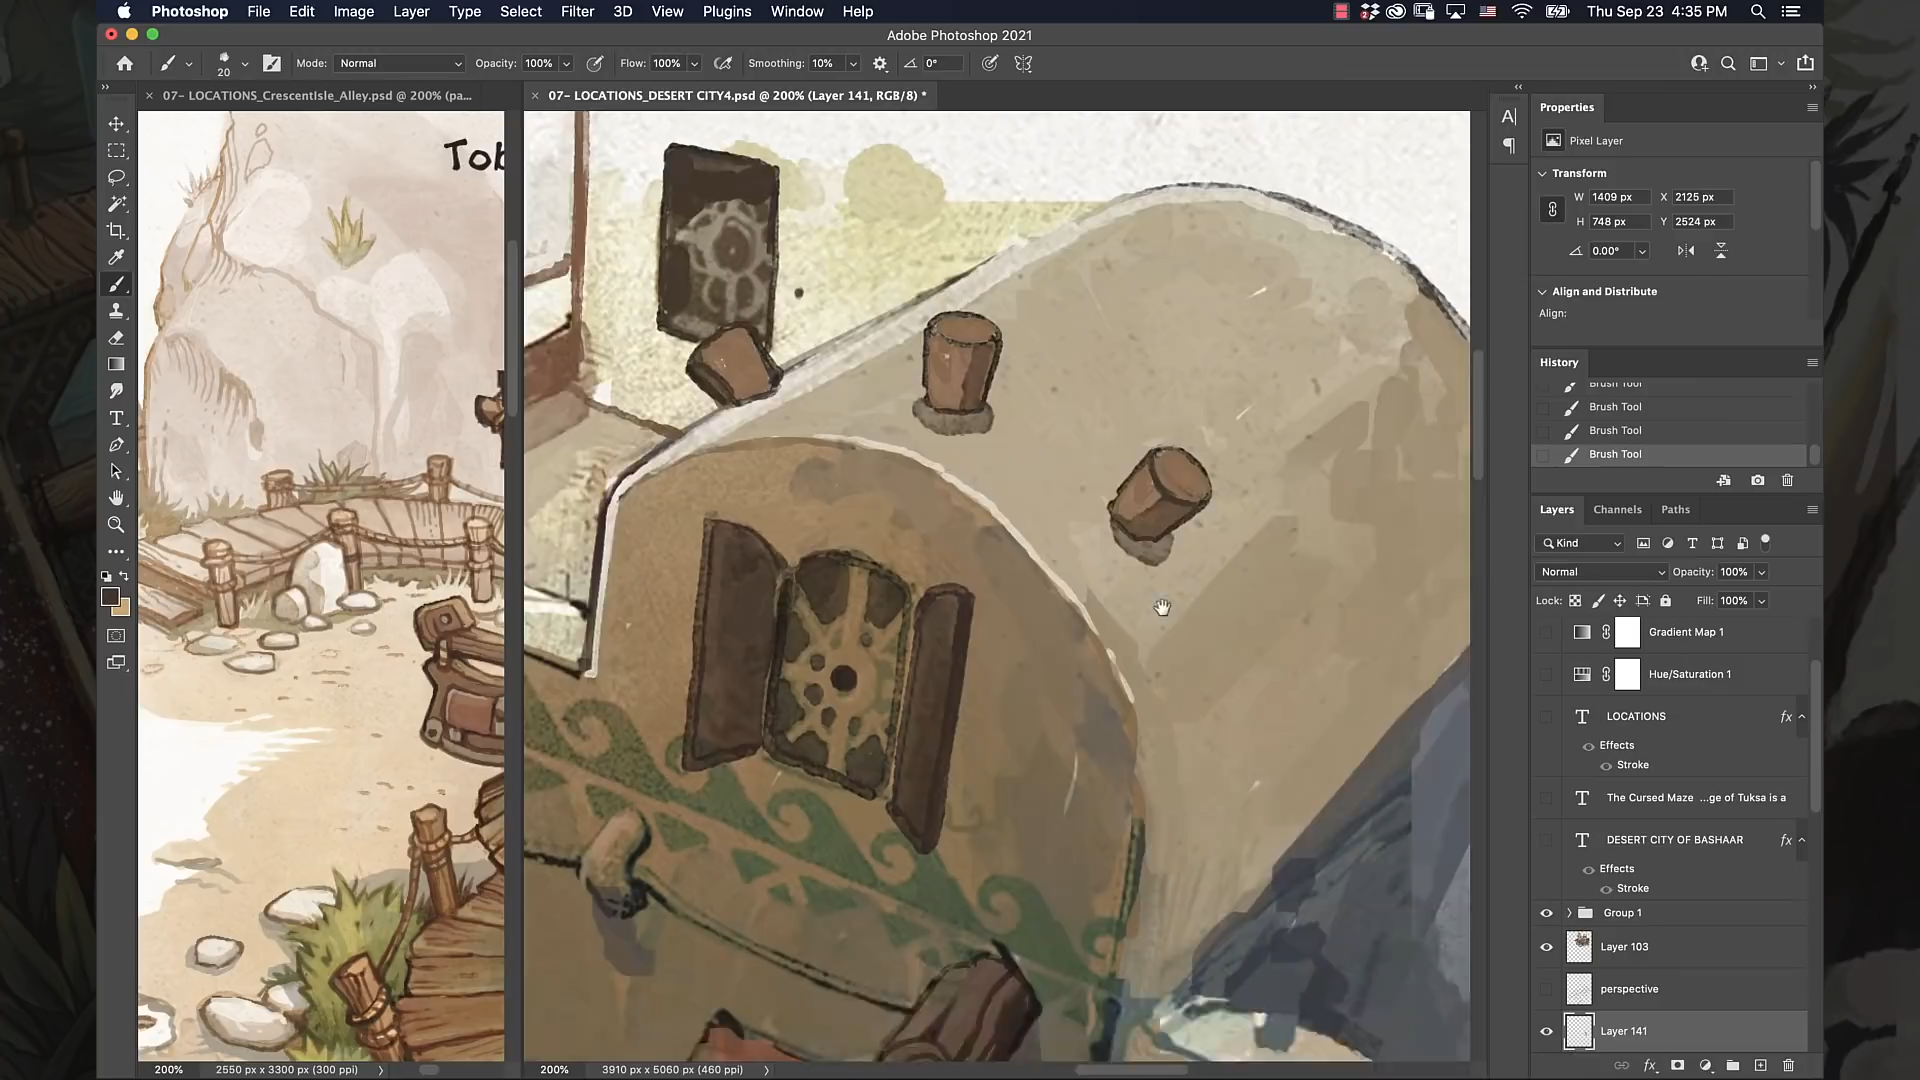 Photoshop File Edit Image Layer Type Select Filter 3D View Plugins Window Help
Thu Sep 23 4:35 PM
Adobe Photoshop 2021
20
Mode: Normal Opacity: 100% Flow: 100% Smoothing: 10% 0°
07- LOCATIONS_CrescentIsle_Alley.psd @ 200% (pa...
07- LOCATIONS_DESERT CITY4.psd @ 200% (Layer 141, RGB/8) *
Tob
Properties
Pixel Layer
Transform
W 1409 px X 2125 px
H 748 px Y 2524 px
0.00°
Align and Distribute
Align:
History
Brush Tool
Brush Tool
Brush Tool
Brush Tool
Layers Channels Paths
Kind
Normal Opacity: 100%
Lock: Fill: 100%
Gradient Map 1
Hue/Saturation 1
LOCATIONS fx
Effects
Stroke
The Cursed Maze ...ge of Tuksa is a
DESERT CITY OF BASHAAR fx
Effects
Stroke
Group 1
Layer 103
perspective
Layer 141
fx
200% 2550 px x 3300 px (300 ppi)
200% 3910 px x 5060 px (460 ppi)